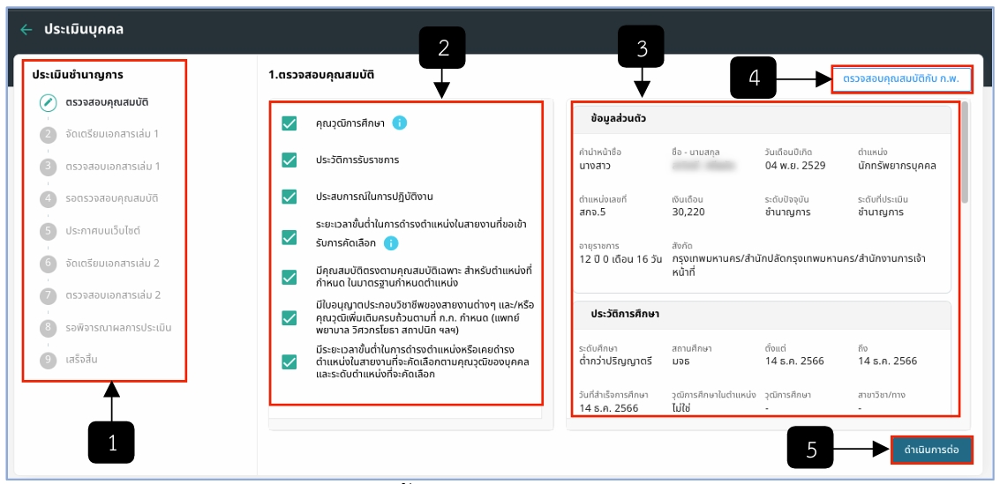 ประเมินบุคคล
ประเมินชำนาญการ
ตรวจสอบคุณสมบัติ
2 จัดเตรียมเอกสารเล่ม 1
3 ตรวจสอบเอกสารเล่ม 1
4 รอตรวจสอบคุณสมบัติ
5 ประกาศบนเว็บไซต์
6 จัดเตรียมเอกสารเล่ม 2
7 ตรวจสอบเอกสารเล่ม 2
8 รอพิจารณาผลการประเมิน
9 เสร็จสิ้น
1
1.ตรวจสอบคุณสมบัติ
2
คุณวุฒิการศึกษา i
ประวัติการรับราชการ
ประสบการณ์ในการปฏิบัติงาน
ระยะเวลาขั้นต่ำในการดำรงตำแหน่งในสายงานที่ขอเข้า
รับการคัดเลือก i
มีคุณสมบัติตรงตามคุณสมบัติเฉพาะ สำหรับตำแหน่งที่
กำหนด ในมาตรฐานกำหนดตำแหน่ง
มีใบอนุญาตประกอบวิชาชีพของสายงานต่างๆ และ/หรือ
คุณวุฒิเพิ่มเติมครบถ้วนตามที่ ก.ก. กำหนด (แพทย์
พยาบาล วิศวกรโยธา สถาปนิก ฯลฯ)
มีระยะเวลาขั้นต่ำในการดำรงตำแหน่งหรือเคยดำรง
ตำแหน่งในสายงานที่จะคัดเลือกตามคุณวุฒิของบุคคล
และระดับตำแหน่งที่จะคัดเลือก
3
4
ตรวจสอบคุณสมบัติกับ ก.พ.
ข้อมูลส่วนตัว
คำนำหน้าชื่อ ชื่อ - นามสกุล วันเดือนปีเกิด ตำแหน่ง
นางสาว 04 พ.ย. 2529 นักทรัพยากรบุคคล
ตำแหน่งเลขที่ เงินเดือน ระดับปัจจุบัน ระดับที่ประเมิน
สกจ.5 30,220 ชำนาญการ ชำนาญการ
อายุราชการ สังกัด
12 ปี 0 เดือน 16 วัน กรุงเทพมหานคร/สำนักปลัดกรุงเทพมหานคร/สำนักงานการเจ้า
หน้าที่
ประวัติการศึกษา
ระดับศึกษา สถานศึกษา ตั้งแต่ ถึง
ต่ำกว่าปริญญาตรี มจธ 14 ธ.ค. 2566 14 ธ.ค. 2566
วันที่สำเร็จการศึกษา วุฒิการศึกษาในตำแหน่ง วุฒิการศึกษา สาขาวิชา/ทาง
14 ธ.ค. 2566 ไม่ใช่ - -
5
ดำเนินการต่อ